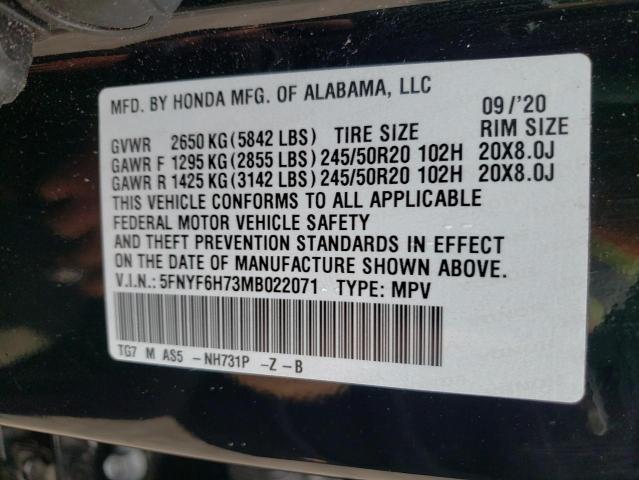 MFD. BY HONDA MFG. OF ALABAMA, LLC 09/'20
GVWR 2650 KG (5842 LBS) TIRE SIZE RIM SIZE
GAWR F 1295 KG (2855 LBS) 245/50R20 102H 20X8.0J
GAWR R 1425 KG (3142 LBS) 245/50R20 102H 20X8.0J
THIS VEHICLE CONFORMS TO ALL APPLICABLE
FEDERAL MOTOR VEHICLE SAFETY
AND THEFT PREVENTION STANDARDS IN EFFECT
ON THE DATE OF MANUFACTURE SHOWN ABOVE.
V.I.N.: 5FNYF6H73MB022071 TYPE: MPV
TG7 M AS5 -NH731P -Z -B